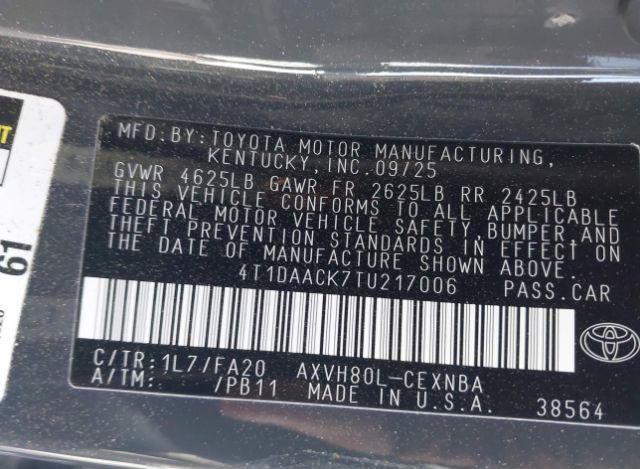 MFD.BY:TOYOTA MOTOR MANUFACTURING,
KENTUCKY,INC.09/25
GVWR 4625LB GAWR FR 2625LB RR 2425LB
THIS VEHICLE CONFORMS TO ALL APPLICABLE
FEDERAL MOTOR VEHICLE SAFETY,BUMPER,AND
THEFT PREVENTION STANDARDS IN EFFECT ON
THE DATE OF MANUFACTURE SHOWN ABOVE.
4T1DAACK7TU217006 PASS.CAR
C/TR:1L7/FA20 AXVH80L-CEXNBA
A/TM: /PB11 MADE IN U.S.A. 38564
61